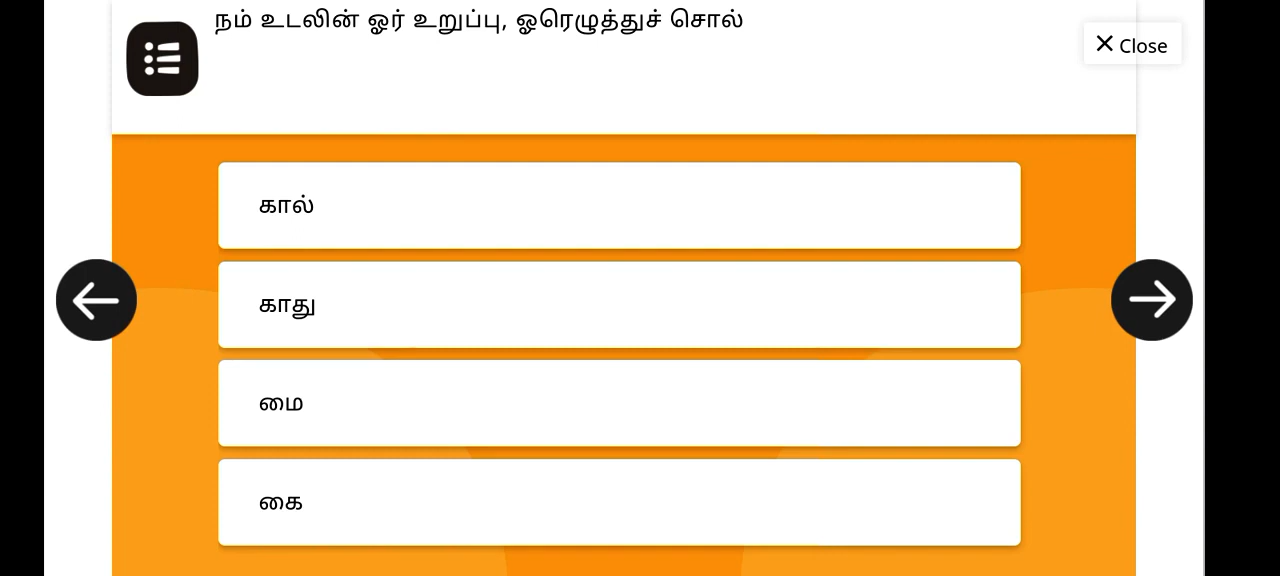 நம் உடலின் ஓர் உறுப்பு, ஓரெழுத்துச் சொல்
Close
கால்
காது
மை
கை